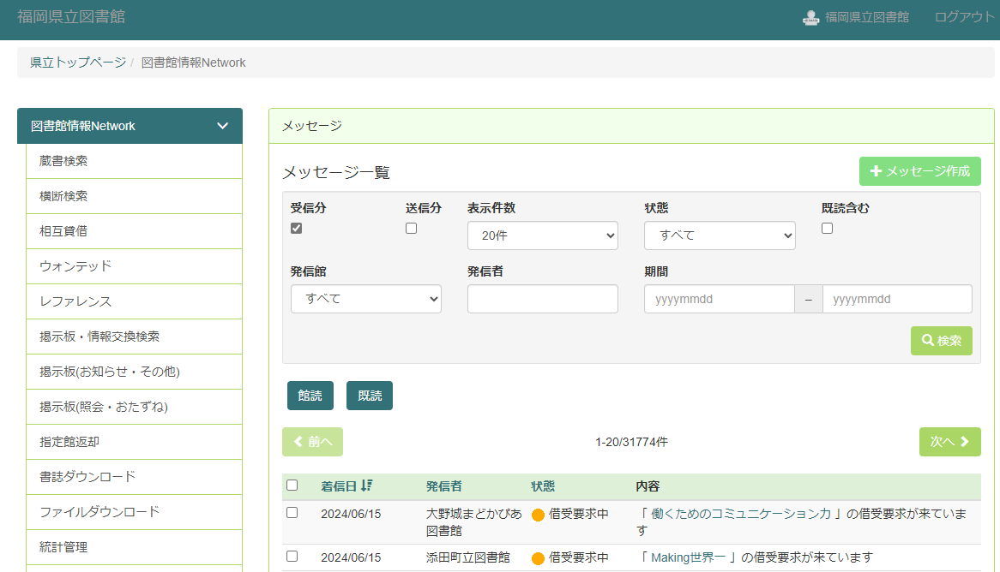 福岡県立図書館
福岡県立図書館 ログアウト
県立トップページ / 図書館情報Network
図書館情報Network
蔵書検索
横断検索
相互貸借
ウォンテッド
レファレンス
掲示板・情報交換検索
掲示板(お知らせ・その他)
掲示板(照会・おたずね)
指定館返却
書誌ダウンロード
ファイルダウンロード
統計管理
メッセージ
メッセージ一覧
メッセージ作成
受信分 送信分 表示件数 状態 既読含む
20件 すべて
発信館 発信者 期間
すべて yyyymmdd – yyyymmdd
検索
館読 既読
前へ 1-20/31774件 次へ
着信日 発信者 状態 内容
2024/06/15 大野城まどかぴあ 借受要求中 「 働くためのコミュニケーション力 」の借受要求が来ていま
図書館 す
2024/06/15 添田町立図書館 借受要求中 「 Making世界一 」の借受要求が来ています